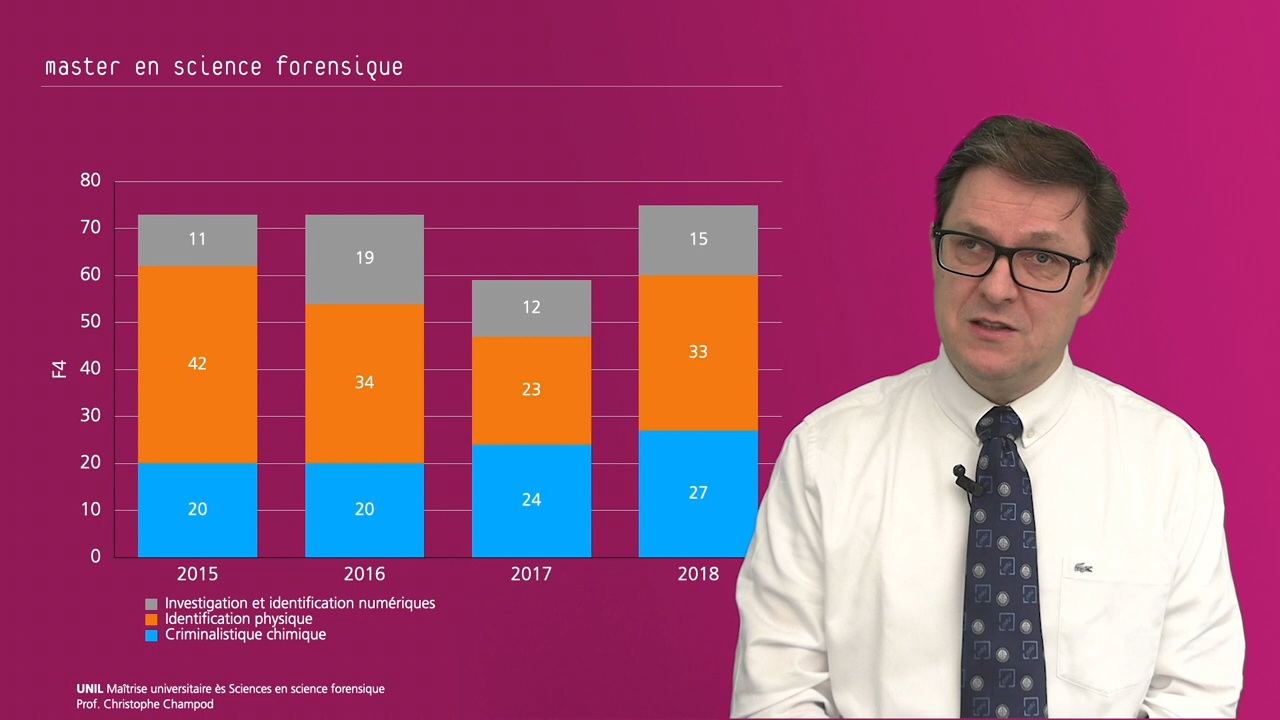 master en science forensique
80
70
60
50
40
30
20
10
0
F4
11
42
20
19
34
20
12
23
24
15
33
27
2015 2016 2017 2018
Investigation et identification numériques
Identification physique
Criminalistique chimique
UNIL Maîtrise universitaire ès Sciences en science forensique
Prof. Christophe Champod